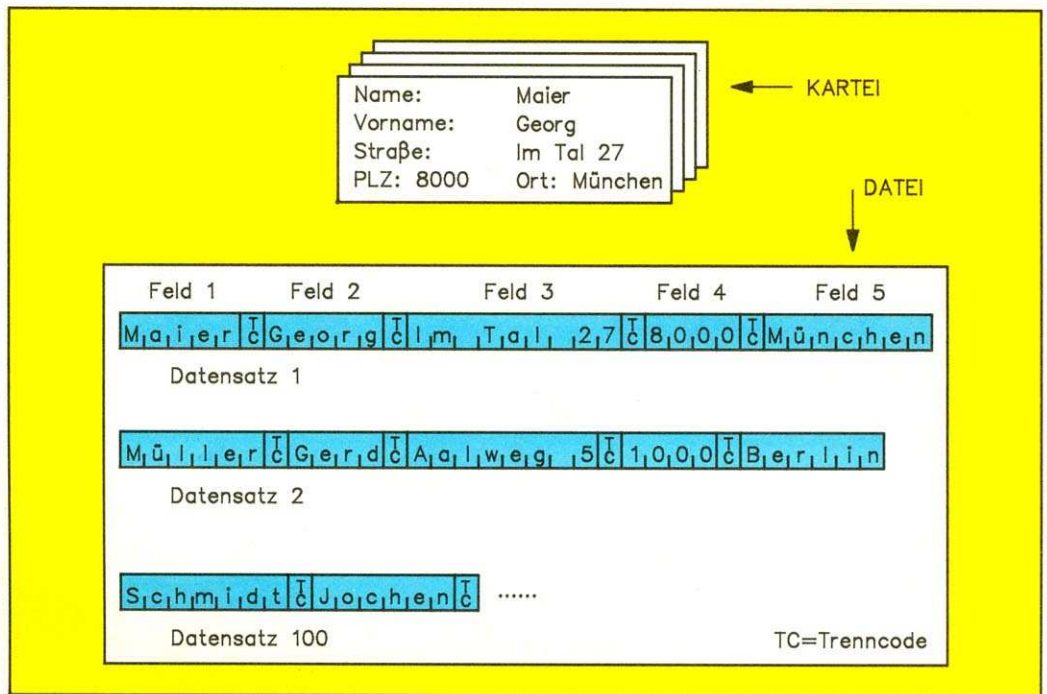 Name: Maier
Vorname: Georg
Straße: Im Tal 27
PLZ: 8000 Ort: München
KARTEI
DATEI
Feld 1 Feld 2 Feld 3 Feld 4 Feld 5
Maier TC Georg TC Im Tal 27 TC 8000 TC München
Datensatz 1
Müller TC Gerd TC Aalweg 5 TC 1000 TC Berlin
Datensatz 2
Schmidt TC Jochen TC ......
Datensatz 100
TC=Trenncode